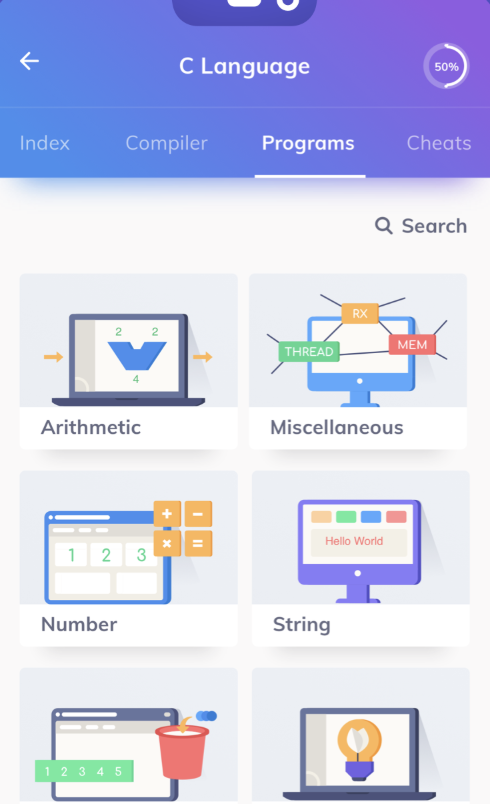 C Language
50%
Index Compiler Programs Cheats
Search
2 2
4
RX
THREAD
MEM
Arithmetic Miscellaneous
+ −
× =
1 2 3
Hello World
Number String
1 2 3 4 5